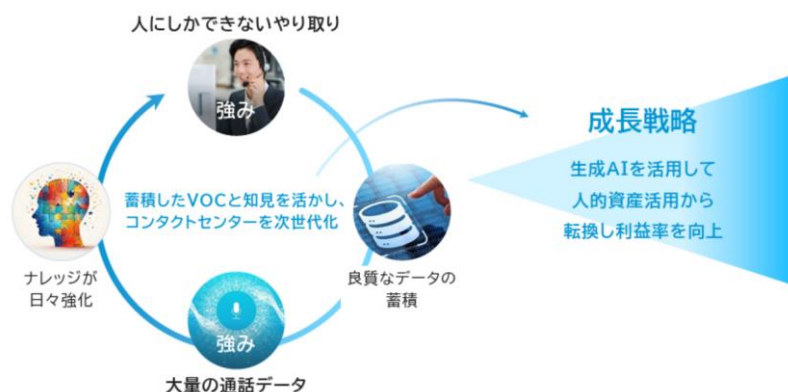 人にしかできないやり取り
強み
成長戦略
生成AIを活用して
人的資産活用から
転換し利益率を向上
蓄積したVOCと知見を活かし、
コンタクトセンターを次世代化
ナレッジが
日々強化
良質なデータの
蓄積
強み
大量の通話データ